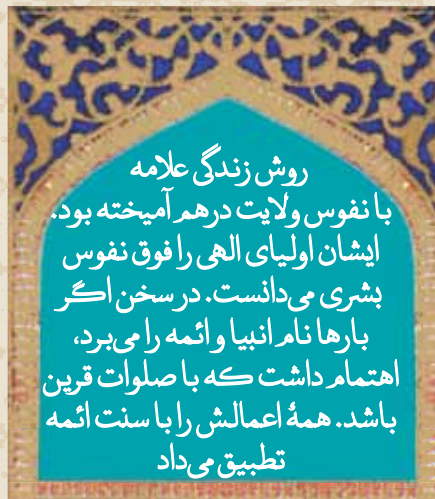 روش زندگی علامه
با نفوس ولایت درهم آمیخته بود.
ایشان اولیای الهی را فوق نفوس
بشری می‌دانست. در سخن اگر
بارها نام انبیا و ائمه را می‌برد،
اهتمام داشت که با صلوات قرین
باشد. همۀ اعمالش را با سنت ائمه
تطبیق می‌داد